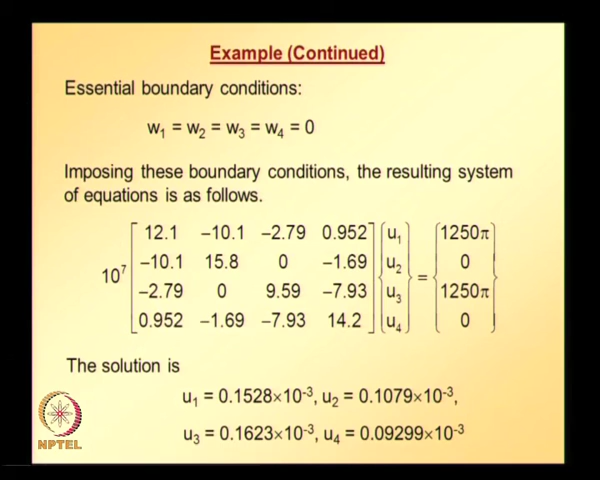 Example (Continued)
Essential boundary conditions:
w₁ = w₂ = w₃ = w₄ = 0
Imposing these boundary conditions, the resulting system
of equations is as follows.
10⁷ [12.1 −10.1 −2.79 0.952] {u₁} = {1250π}
[−10.1 15.8 0 −1.69] {u₂} {0}
[−2.79 0 9.59 −7.93] {u₃} {1250π}
[0.952 −1.69 −7.93 14.2] {u₄} {0}
The solution is
u₁ = 0.1528×10⁻³, u₂ = 0.1079×10⁻³,
u₃ = 0.1623×10⁻³, u₄ = 0.09299×10⁻³
NPTEL